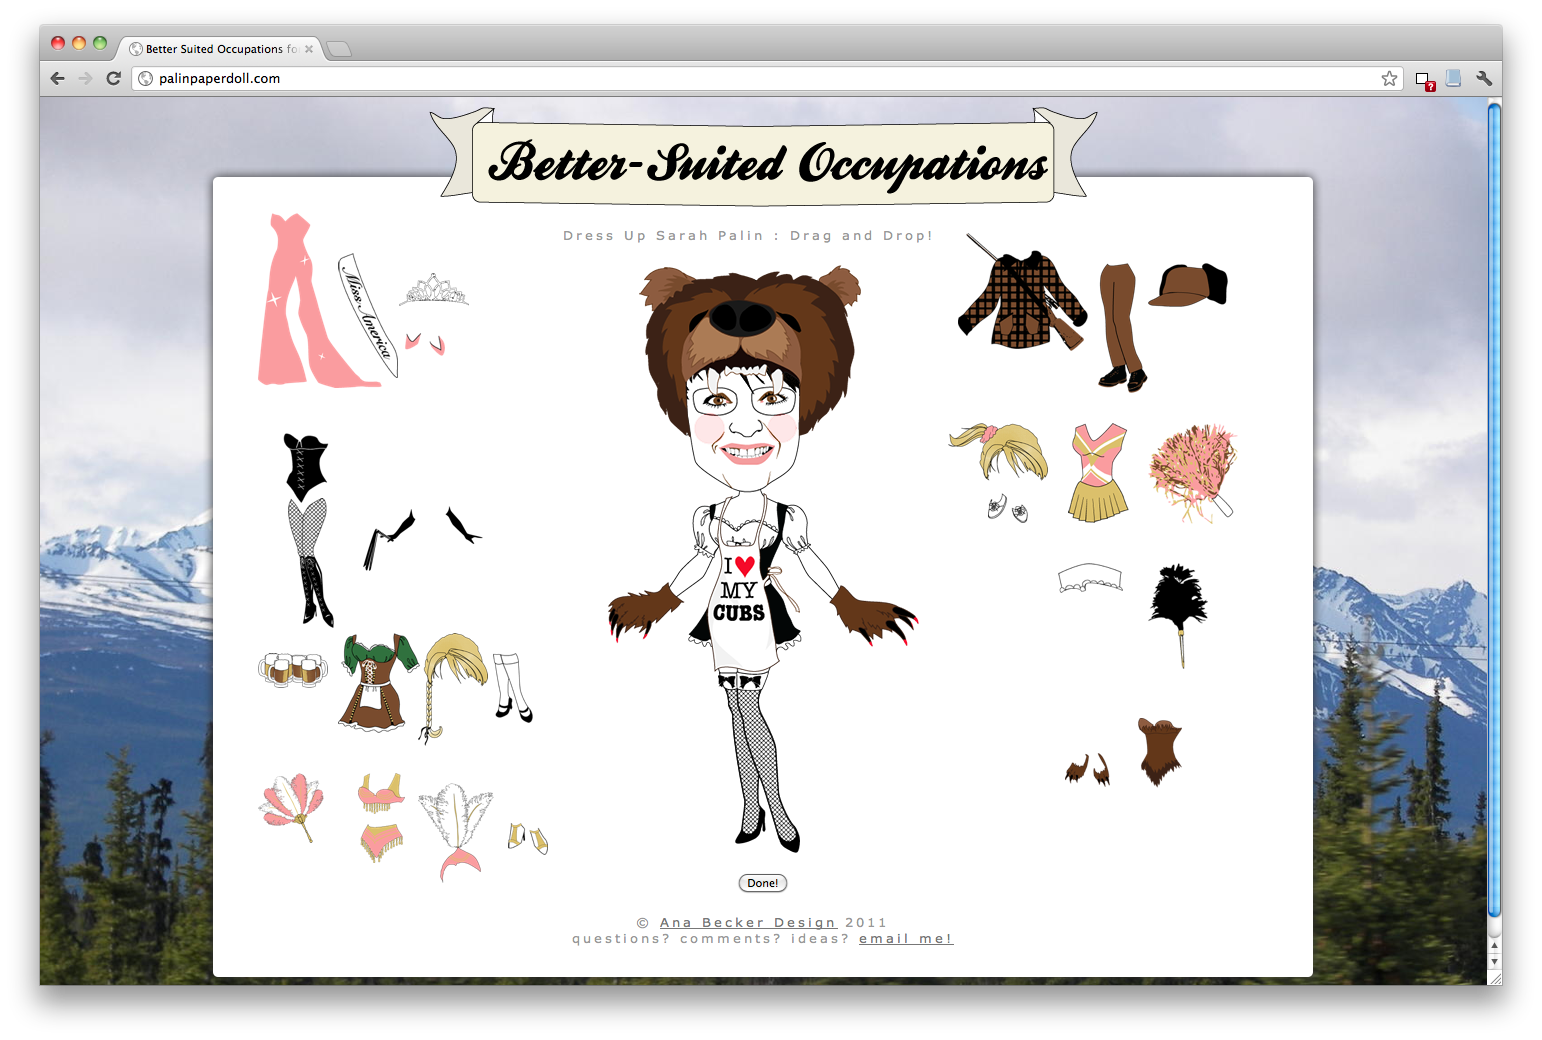 Better Suited Occupations fo
palinpaperdoll.com
Better-Suited Occupations
Dress Up Sarah Palin : Drag and Drop!
Miss America
I ♥
MY
CUBS
Done!
© Ana Becker Design 2011
questions? comments? ideas? email me!